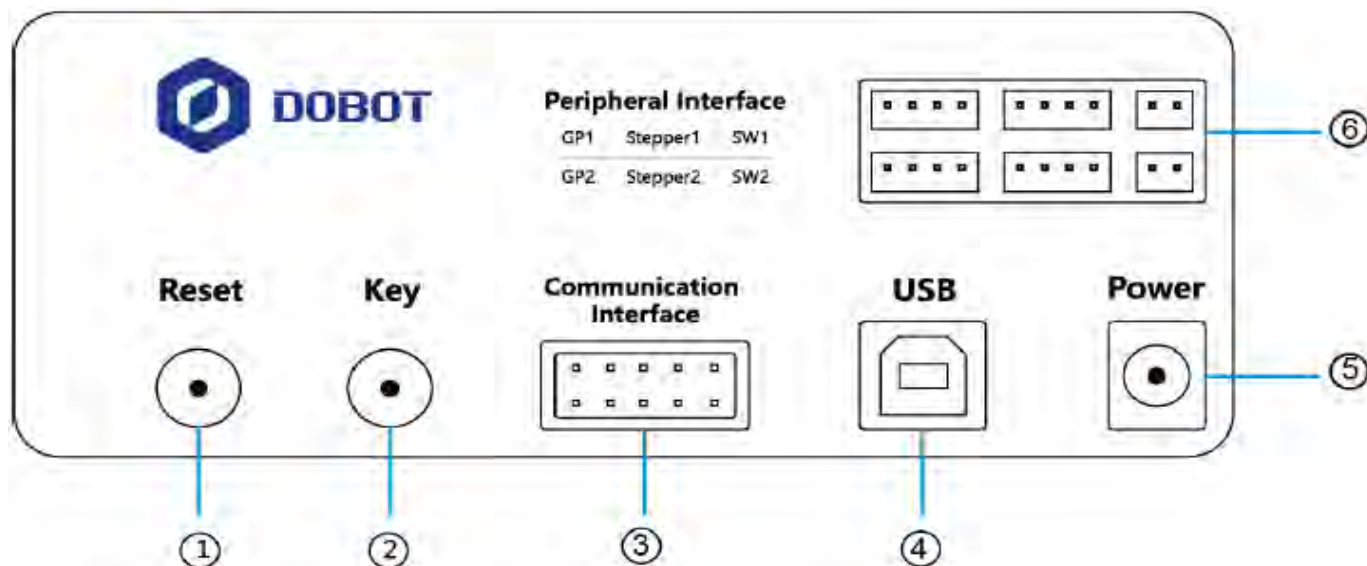 DOBOT
Peripheral Interface
GP1 Stepper1 SW1
GP2 Stepper2 SW2
6
Reset
Key
Communication
Interface
USB
Power
5
1
2
3
4